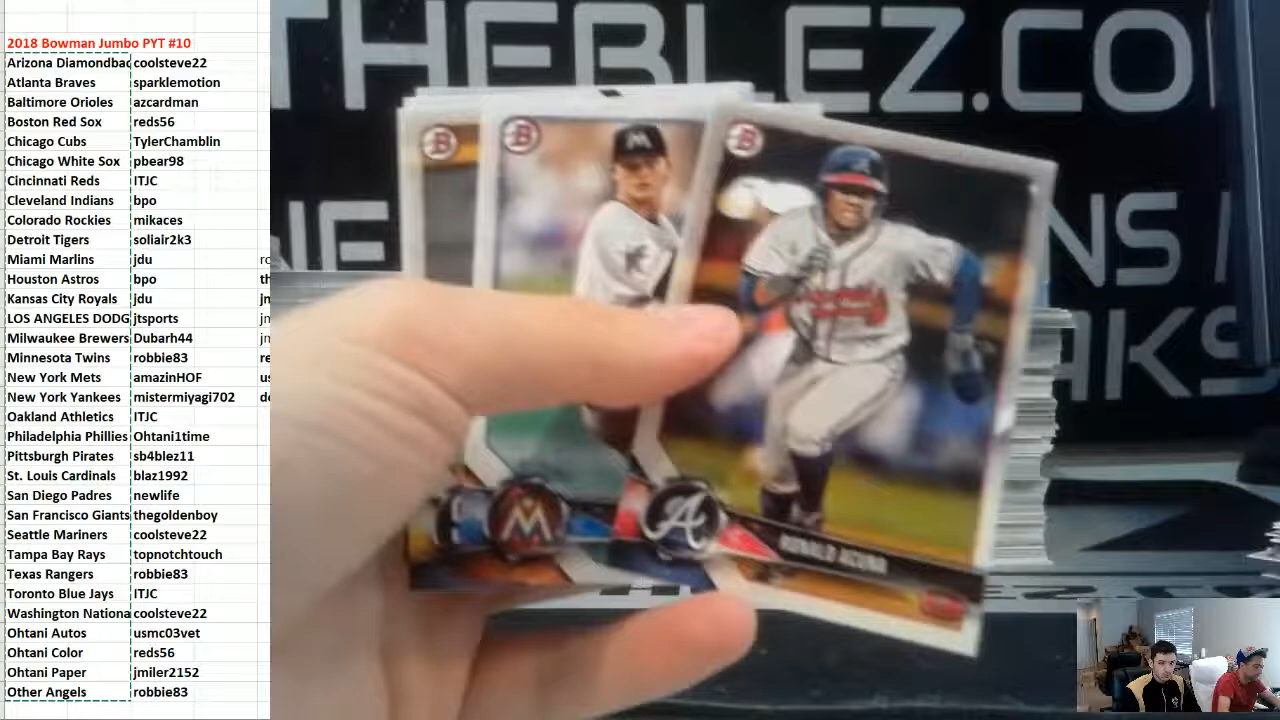 2018 Bowman Jumbo PYT #10
Arizona Diamondbac coolsteve22
Atlanta Braves sparklemotion
Baltimore Orioles azcardman
Boston Red Sox reds56
Chicago Cubs TylerChamblin
Chicago White Sox pbear98
Cincinnati Reds ITJC
Cleveland Indians bpo
Colorado Rockies mikaces
Detroit Tigers soliair2k3
Miami Marlins jdu
Houston Astros bpo
Kansas City Royals jdu
LOS ANGELES DODG jtsports
Milwaukee Brewers Dubarh44
Minnesota Twins robbie83
New York Mets amazinHOF
New York Yankees mistermiyagi702
Oakland Athletics ITJC
Philadelphia Phillies Ohtani1time
Pittsburgh Pirates sb4blez11
St. Louis Cardinals blaz1992
San Diego Padres newlife
San Francisco Giants thegoldenboy
Seattle Mariners coolsteve22
Tampa Bay Rays topnotchtouch
Texas Rangers robbie83
Toronto Blue Jays ITJC
Washington Nationa coolsteve22
Ohtani Autos usmc03vet
Ohtani Color reds56
Ohtani Paper jmiler2152
Other Angels robbie83
THEBLEZ.CO
NE
NS
AKS
B
B
B
M
M
A
RONALD ACUÑA